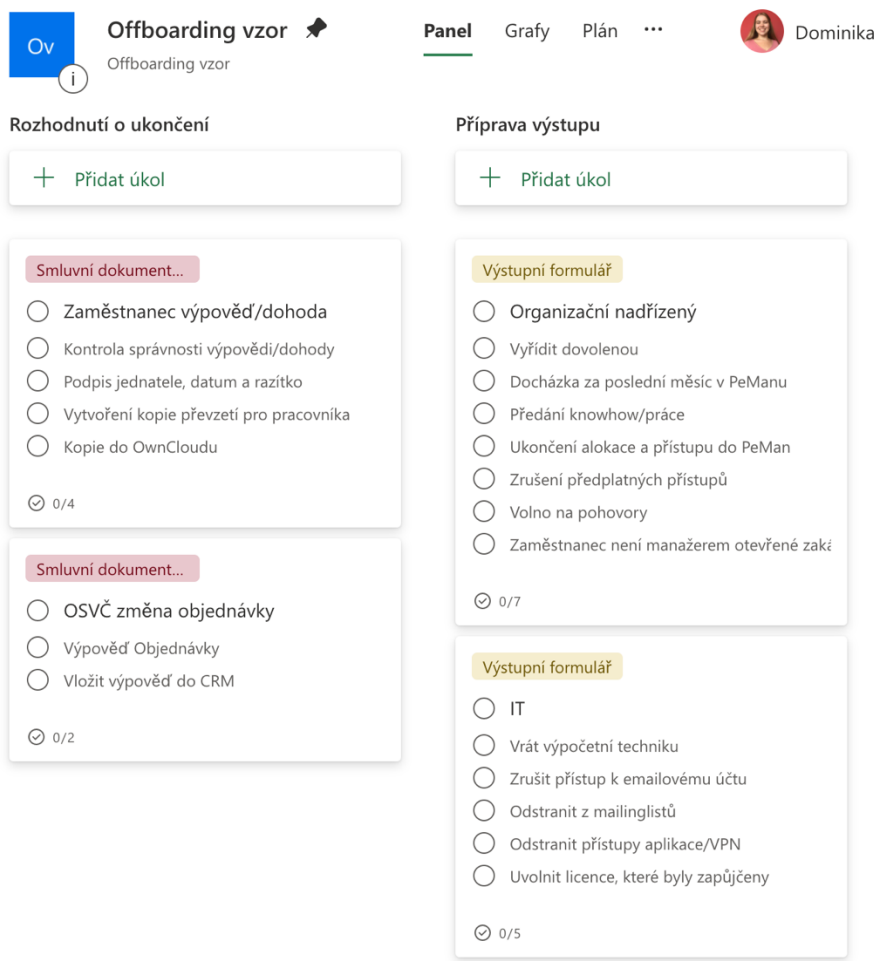 Ov
i
Offboarding vzor
Offboarding vzor
Panel Grafy Plán ...
Dominika
Rozhodnutí o ukončení
Přidat úkol
Smluvní dokument...
Zaměstnanec výpověď/dohoda
Kontrola správnosti výpovědi/dohody
Podpis jednatele, datum a razítko
Vytvoření kopie převzetí pro pracovníka
Kopie do OwnCloudu
0/4
Smluvní dokument...
OSVČ změna objednávky
Výpověď Objednávky
Vložit výpověď do CRM
0/2
Příprava výstupu
Přidat úkol
Výstupní formulář
Organizační nadřízený
Vyřídit dovolenou
Docházka za poslední měsíc v PeManu
Předání knowhow/práce
Ukončení alokace a přístupu do PeMan
Zrušení předplatných přístupů
Volno na pohovory
Zaměstnanec není manažerem otevřené zaká
0/7
Výstupní formulář
IT
Vrát výpočetní techniku
Zrušit přístup k emailovému účtu
Odstranit z mailinglistů
Odstranit přístupy aplikace/VPN
Uvolnit licence, které byly zapůjčeny
0/5